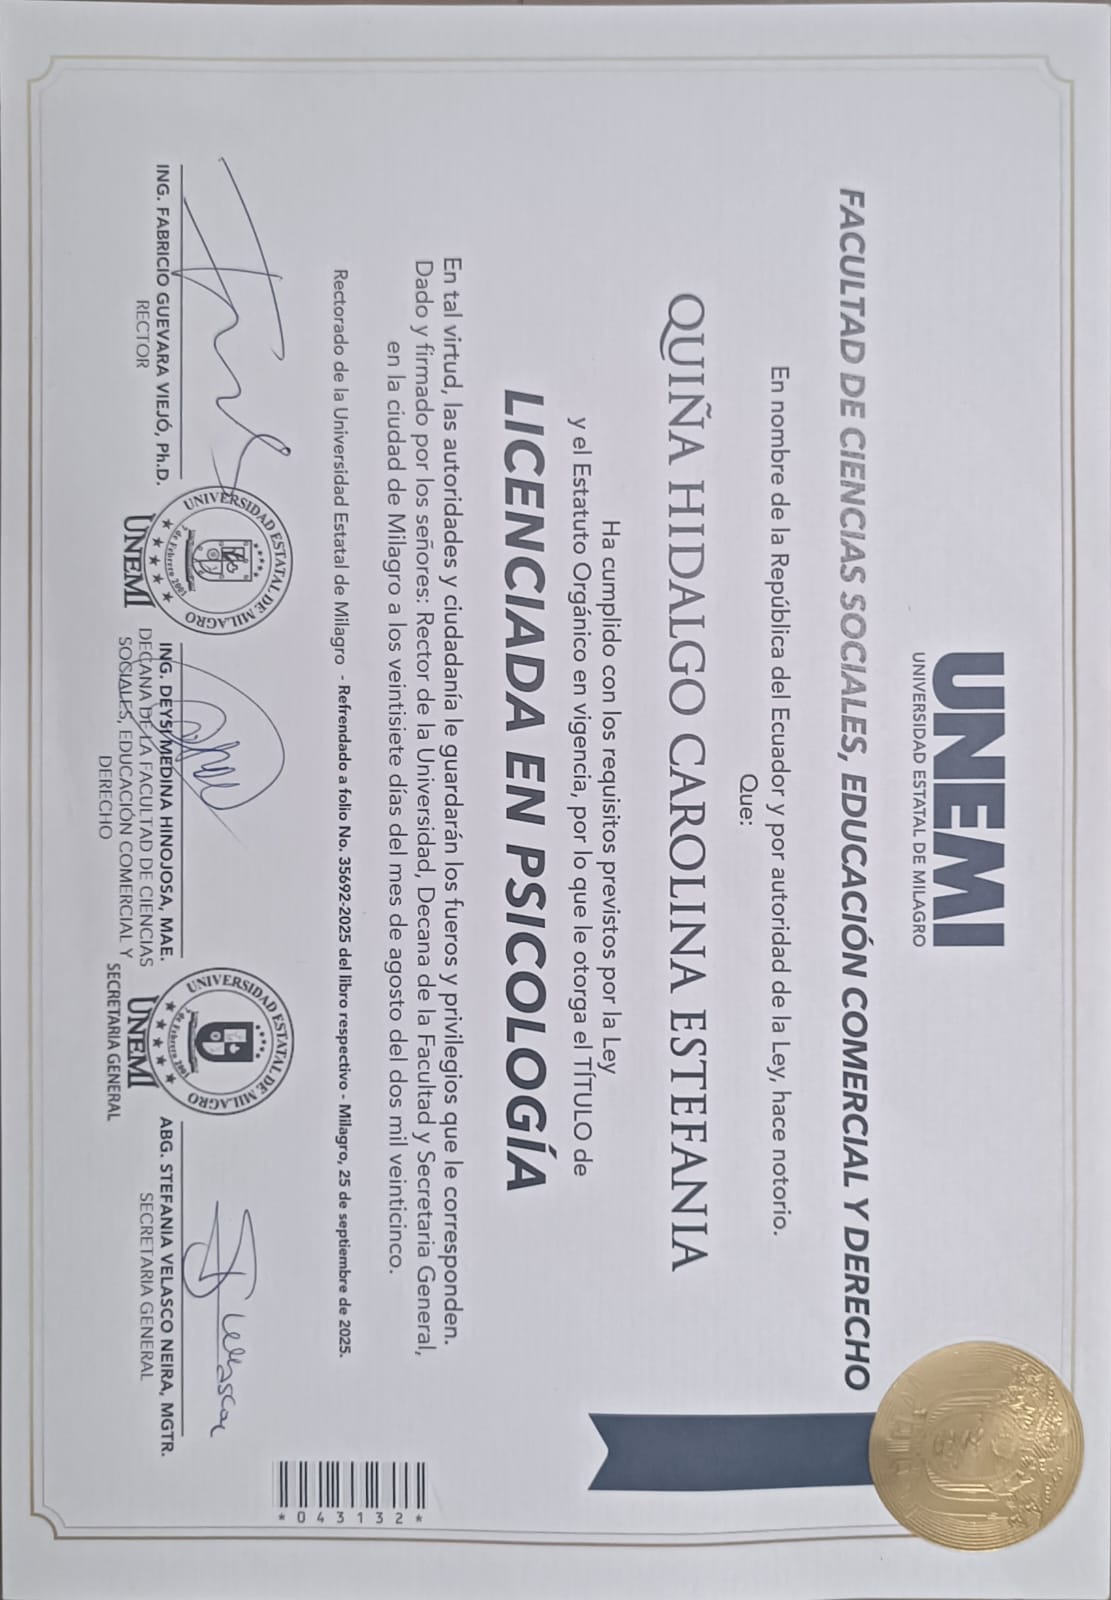 UNEMI
UNIVERSIDAD ESTATAL DE MILAGRO
FACULTAD DE CIENCIAS SOCIALES, EDUCACIÓN COMERCIAL Y DERECHO
En nombre de la República del Ecuador y por autoridad de la Ley, hace notorio.
Que:
QUIÑA HIDALGO CAROLINA ESTEFANIA
Ha cumplido con los requisitos previstos por la Ley
y el Estatuto Orgánico en vigencia, por lo que le otorga el TÍTULO de
LICENCIADA EN PSICOLOGÍA
En tal virtud, las autoridades y ciudadanía le guardarán los fueros y privilegios que le corresponden.
Dado y firmado por los señores: Rector de la Universidad, Decana de la Facultad y Secretaria General,
en la ciudad de Milagro a los veintisiete días del mes de agosto del dos mil veinticinco.
Rectorado de la Universidad Estatal de Milagro - Refrendado a folio No. 35692-2025 del libro respectivo - Milagro, 25 de septiembre de 2025.
*043132*
ING. FABRICIO GUEVARA VIEJÓ, Ph.D.
RECTOR
UNIVERSIDAD ESTATAL DE MILAGRO
7 de Febrero 2001
UNEMI
ING. DEYSI MEDINA HINOJOSA, MAE.
DECANA DE LA FACULTAD DE CIENCIAS
SOCIALES, EDUCACIÓN COMERCIAL Y
DERECHO
UNIVERSIDAD ESTATAL DE MILAGRO
7 de Febrero 2001
UNEMI
SECRETARIA GENERAL
ABG. STEFANIA VELASCO NEIRA, MGTR.
SECRETARIA GENERAL